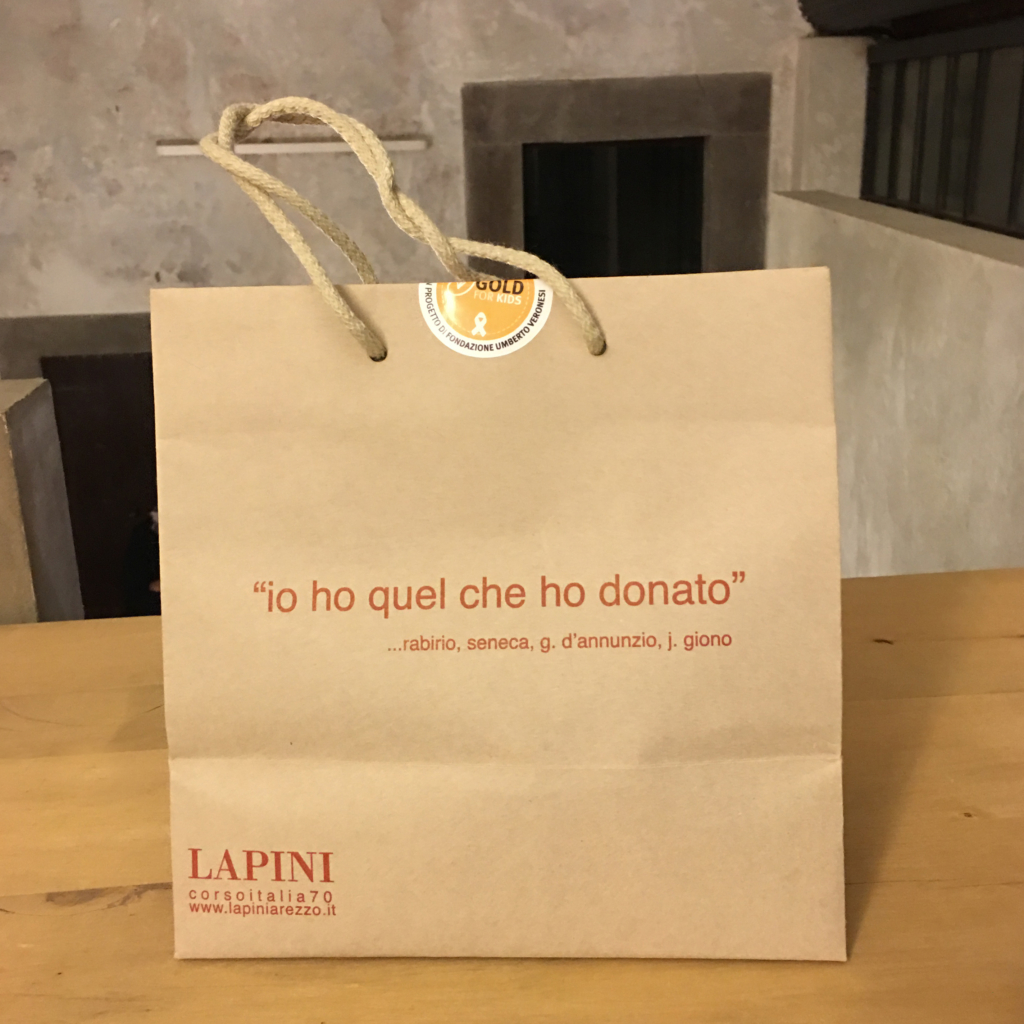 GOLD
FOR KIDS
PROGETTO DI FONDAZIONE UMBERTO VERONESI
“io ho quel che ho donato”
...rabirio, seneca, g. d’annunzio, j. giono
LAPINI
corsoitalia70
www.lapiniarezzo.it